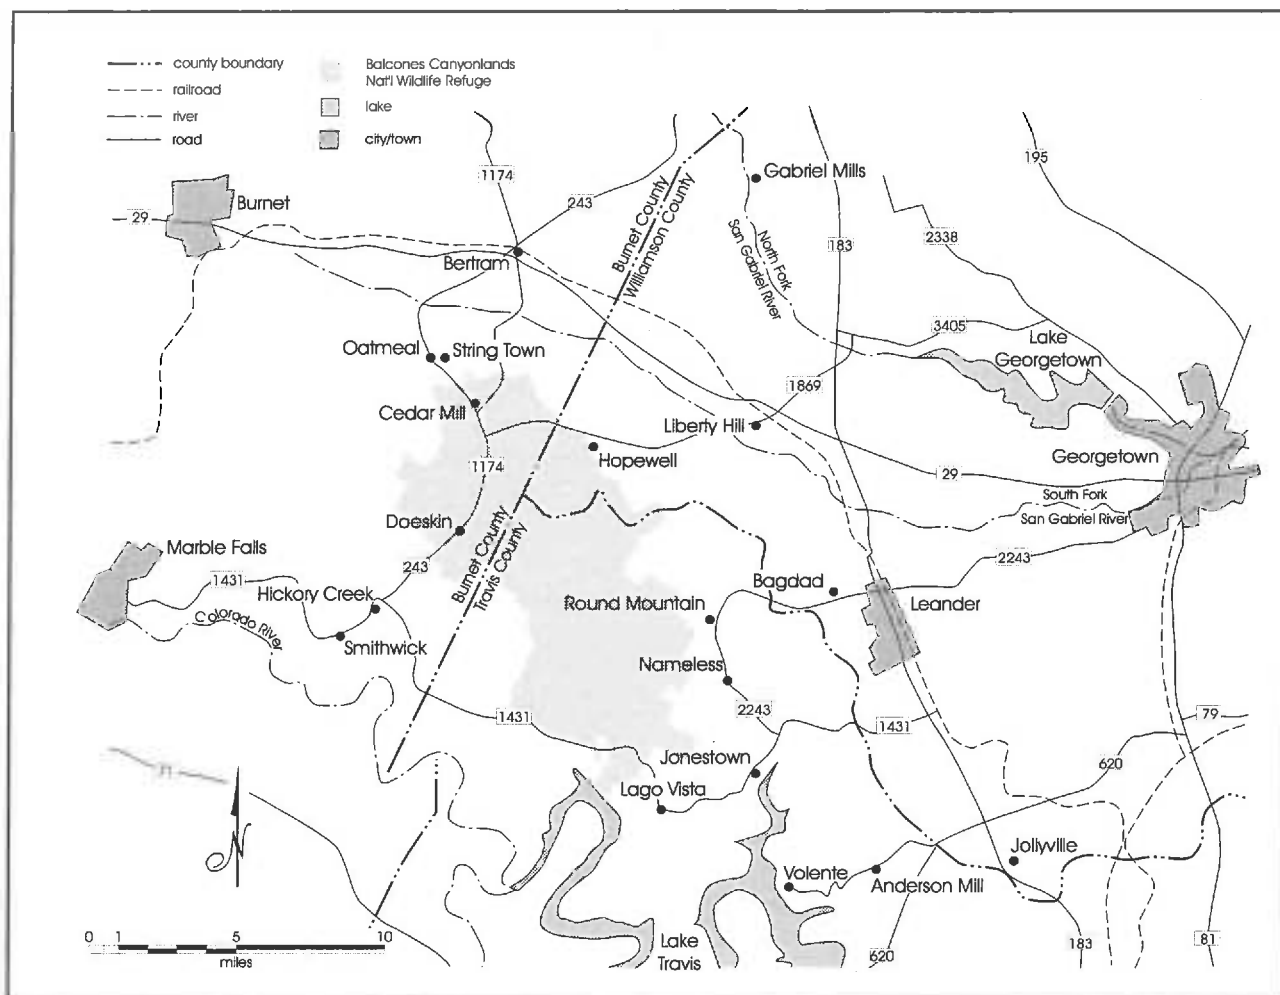 county boundary
railroad
river
road
Balcones Canyonlands
Nat'l Wildlife Refuge
lake
city/town
195
1174
Gabriel Mills
243
Burnet
29
Burnet County
Williamson County
North Fork
San Gabriel River
183
2338
Bertram
3405
Lake
Georgetown
Oatmeal
String Town
1869
Cedar Mill
Liberty Hill
Hopewell
Georgetown
1174
29
South Fork
San Gabriel River
Doeskin
Burnet County
Travis County
Marble Falls
2243
243
1431
Bagdad
Hickory Creek
Round Mountain
Leander
Colorado River
Smithwick
Nameless
2243
1431
1431
79
Jonestown
620
71
Lago Vista
N
Jollyville
Volente
Anderson Mill
0 1 5 10
miles
Lake
Travis
620
183
81